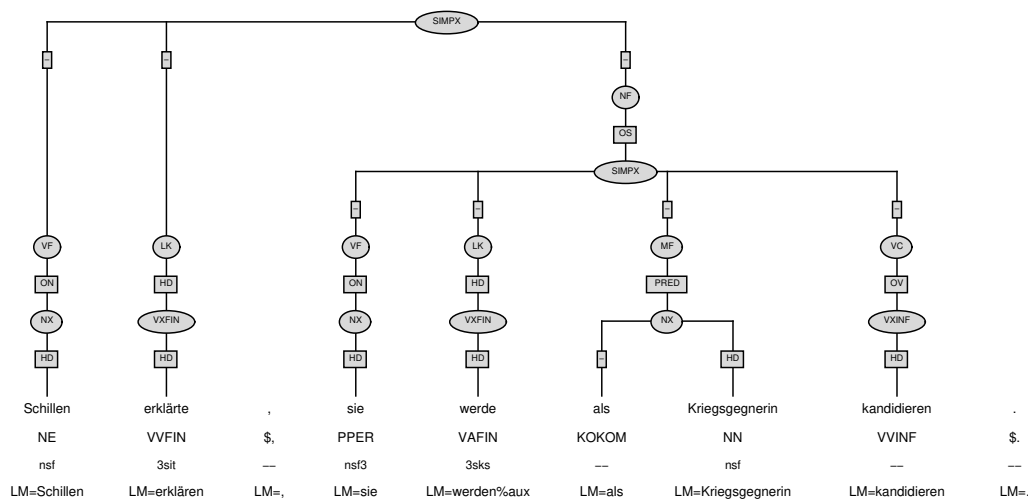 SIMPX
– – –
NF
OS
SIMPX
– – – –
VF LK VF LK MF VC
ON HD ON HD PRED OV
NX VXFIN NX VXFIN NX VXINF
HD HD HD HD – HD HD
Schillen erklärte , sie werde als Kriegsgegnerin kandidieren .
NE VVFIN $, PPER VAFIN KOKOM NN VVINF $.
nsf 3sit –– nsf3 3sks –– nsf –– ––
LM=Schillen LM=erklären LM=, LM=sie LM=werden%aux LM=als LM=Kriegsgegnerin LM=kandidieren LM=.